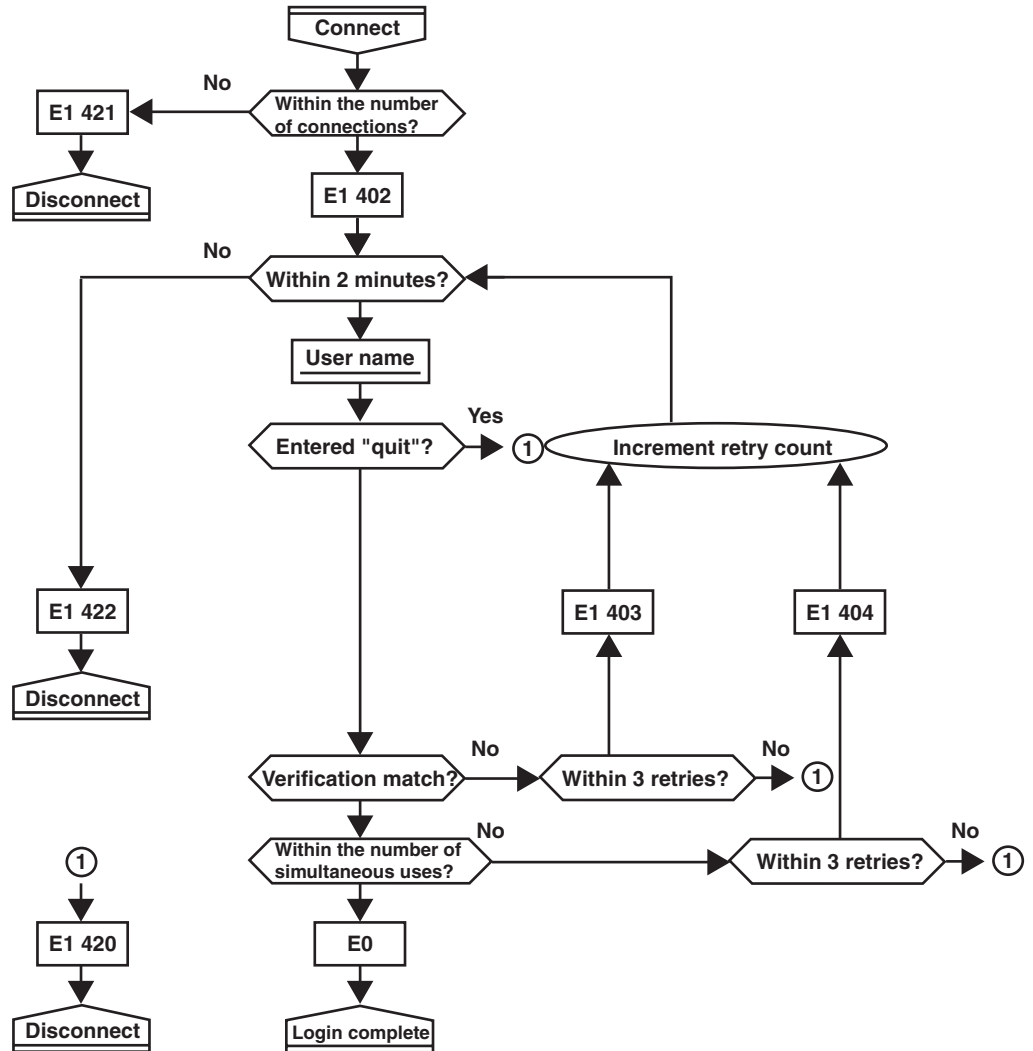 Connect
No
Within the number
of connections?
E1 421
Disconnect
E1 402
No
Within 2 minutes?
User name
Yes
Entered "quit"?
1
Increment retry count
E1 422
E1 403
E1 404
Disconnect
Verification match?
No
Within 3 retries?
No
1
Within the number of
simultaneous uses?
No
Within 3 retries?
No
1
1
E1 420
E0
Disconnect
Login complete